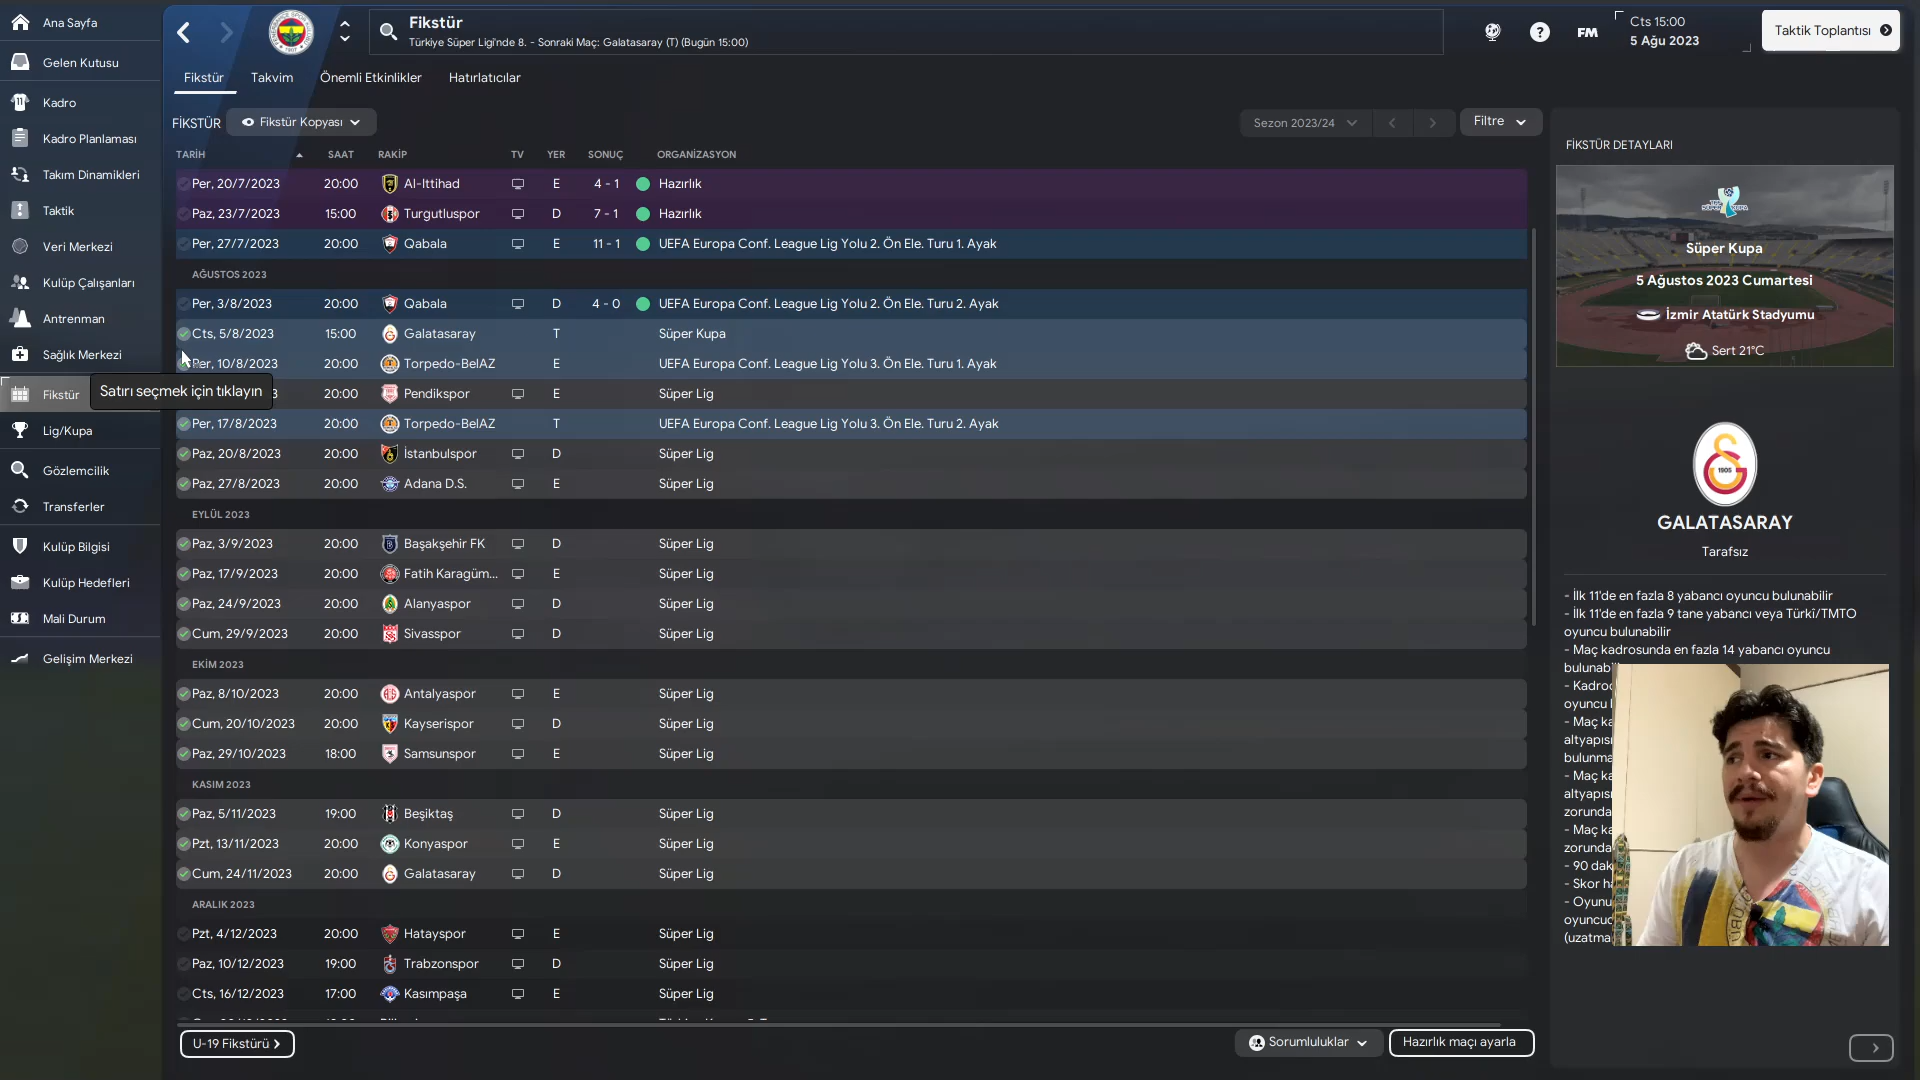 Ana Sayfa
Gelen Kutusu
Kadro
Kadro Planlaması
Takım Dinamikleri
Taktik
Veri Merkezi
Kulüp Çalışanları
Antrenman
Sağlık Merkezi
Fikstür
Satırı seçmek için tıklayın
Lig/Kupa
Gözlemcilik
Transferler
Kulüp Bilgisi
Kulüp Hedefleri
Mali Durum
Gelişim Merkezi
Fikstür
Türkiye Süper Ligi'nde 8. - Sonraki Maç: Galatasaray (T) (Bugün 15:00)
FM
Cts 15:00
5 Ağu 2023
Taktik Toplantısı
Fikstür Takvim Önemli Etkinlikler Hatırlatıcılar
FİKSTÜR Fikstür Kopyası
Sezon 2023/24 Filtre
TARİH SAAT RAKİP TV YER SONUÇ ORGANİZASYON
Per, 20/7/2023 20:00 Al-Ittihad E 4 - 1 Hazırlık
Paz, 23/7/2023 15:00 Turgutluspor D 7 - 1 Hazırlık
Per, 27/7/2023 20:00 Qabala E 11 - 1 UEFA Europa Conf. League Lig Yolu 2. Ön Ele. Turu 1. Ayak
AĞUSTOS 2023
Per, 3/8/2023 20:00 Qabala D 4 - 0 UEFA Europa Conf. League Lig Yolu 2. Ön Ele. Turu 2. Ayak
Cts, 5/8/2023 15:00 Galatasaray T Süper Kupa
Per, 10/8/2023 20:00 Torpedo-BelAZ E UEFA Europa Conf. League Lig Yolu 3. Ön Ele. Turu 1. Ayak
3 20:00 Pendikspor E Süper Lig
Per, 17/8/2023 20:00 Torpedo-BelAZ T UEFA Europa Conf. League Lig Yolu 3. Ön Ele. Turu 2. Ayak
Paz, 20/8/2023 20:00 İstanbulspor D Süper Lig
Paz, 27/8/2023 20:00 Adana D.S. E Süper Lig
EYLÜL 2023
Paz, 3/9/2023 20:00 Başakşehir FK D Süper Lig
Paz, 17/9/2023 20:00 Fatih Karagüm... E Süper Lig
Paz, 24/9/2023 20:00 Alanyaspor D Süper Lig
Cum, 29/9/2023 20:00 Sivasspor D Süper Lig
EKİM 2023
Paz, 8/10/2023 20:00 Antalyaspor E Süper Lig
Cum, 20/10/2023 20:00 Kayserispor D Süper Lig
Paz, 29/10/2023 18:00 Samsunspor E Süper Lig
KASIM 2023
Paz, 5/11/2023 19:00 Beşiktaş D Süper Lig
Pzt, 13/11/2023 20:00 Konyaspor E Süper Lig
Cum, 24/11/2023 20:00 Galatasaray D Süper Lig
ARALIK 2023
Pzt, 4/12/2023 20:00 Hatayspor E Süper Lig
Paz, 10/12/2023 19:00 Trabzonspor D Süper Lig
Cts, 16/12/2023 17:00 Kasımpaşa E Süper Lig
U-19 Fikstürü
Sorumluluklar
Hazırlık maçı ayarla
FİKSTÜR DETAYLARI
Süper Kupa
5 Ağustos 2023 Cumartesi
İzmir Atatürk Stadyumu
Sert 21°C
1905
GALATASARAY
Tarafsız
- İlk 11'de en fazla 8 yabancı oyuncu bulunabilir
- İlk 11'de en fazla 9 tane yabancı veya Türki/TMTO
oyuncu bulunabilir
- Maç kadrosunda en fazla 14 yabancı oyuncu
- Maç
- Maç
zorunda
- Maç
zorunda
- 90
- Skor